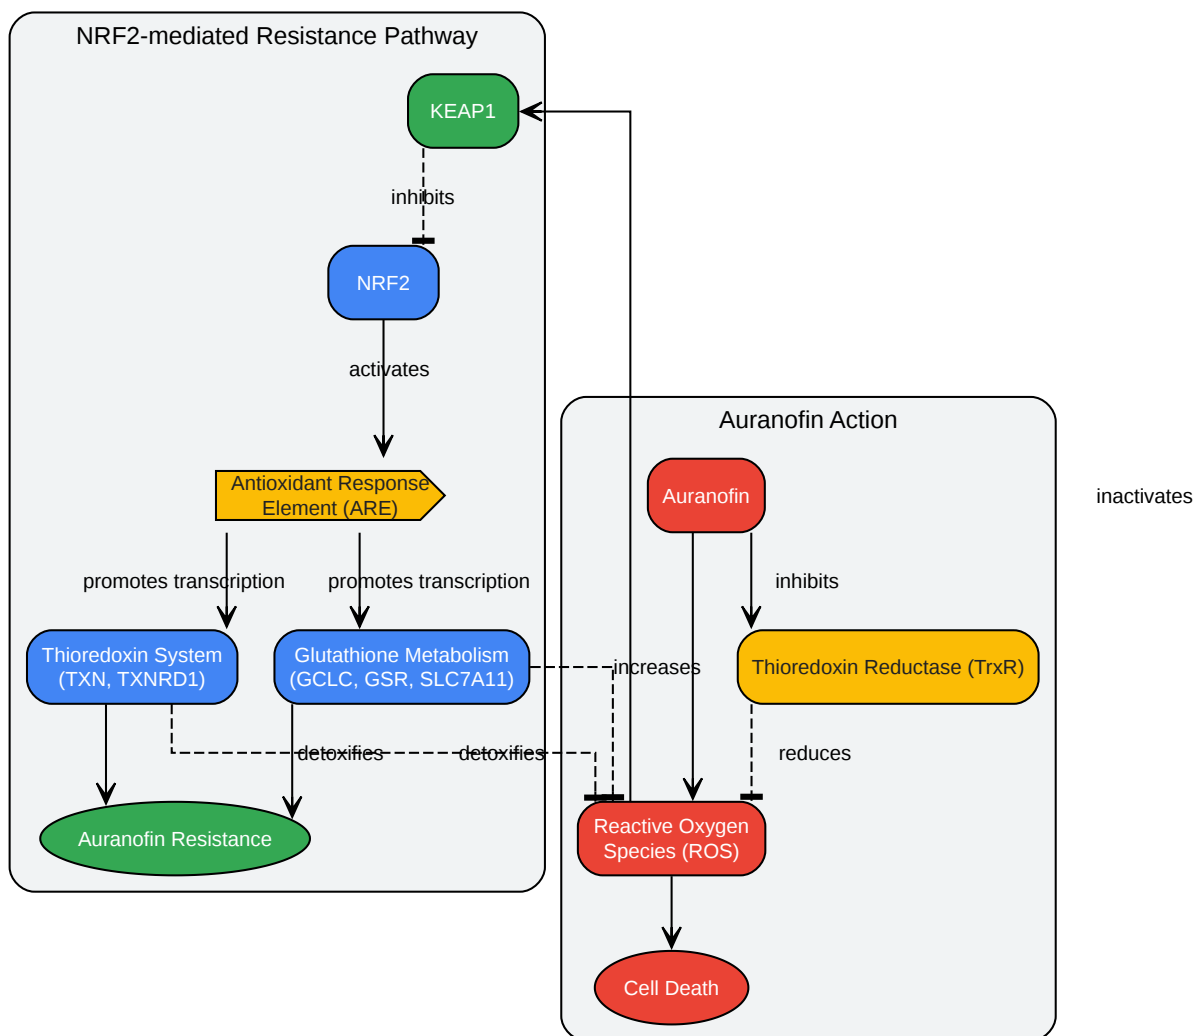 NRF2-mediated Resistance Pathway
KEAP1
inhibits
NRF2
activates
Antioxidant Response
Element (ARE)
promotes transcription
promotes transcription
Thioredoxin System
(TXN, TXNRD1)
Glutathione Metabolism
(GCLC, GSR, SLC7A11)
detoxifies
detoxifies
Auranofin Resistance
Auranofin Action
Auranofin
inactivates
inhibits
increases
Thioredoxin Reductase (TrxR)
reduces
Reactive Oxygen
Species (ROS)
Cell Death